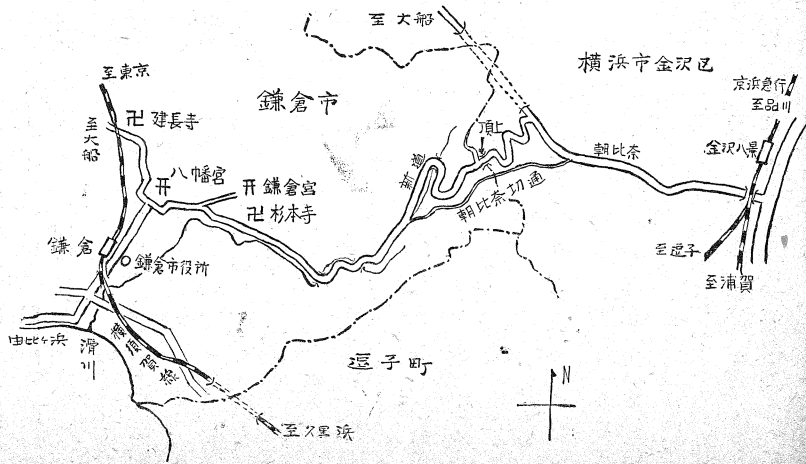 至大船
横浜市金沢区
京浜急行
至品川
至東京
鎌倉市
至大船
卍建長寺
頂上
朝比奈
金沢八景
八幡宮
鎌倉宮
新道
卍杉本寺
朝比奈切通
鎌倉
鎌倉市役所
至逗子
至浦賀
由比ヶ浜
滑川
横須賀線
逗子町
N
至久里浜